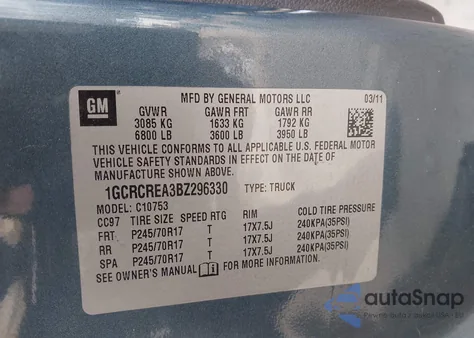 GM
MFD BY GENERAL MOTORS LLC
03/11
GVWR GAWR FRT GAWR RR
3085 KG 1633 KG 1792 KG
6800 LB 3600 LB 3950 LB
THIS VEHICLE CONFORMS TO ALL APPLICABLE U.S. FEDERAL MOTOR
VEHICLE SAFETY STANDARDS IN EFFECT ON THE DATE OF
MANUFACTURE SHOWN ABOVE.
1GCRCREA3BZ296330 TYPE: TRUCK
MODEL: C10753
CC97 TIRE SIZE SPEED RTG RIM COLD TIRE PRESSURE
FRT P245/70R17 T 17X7.5J 240KPA(35PSI)
RR P245/70R17 T 17X7.5J 240KPA(35PSI)
SPA P245/70R17 T 17X7.5J 240KPA(35PSI)
SEE OWNER'S MANUAL FOR MORE INFORMATION.
autoSnap